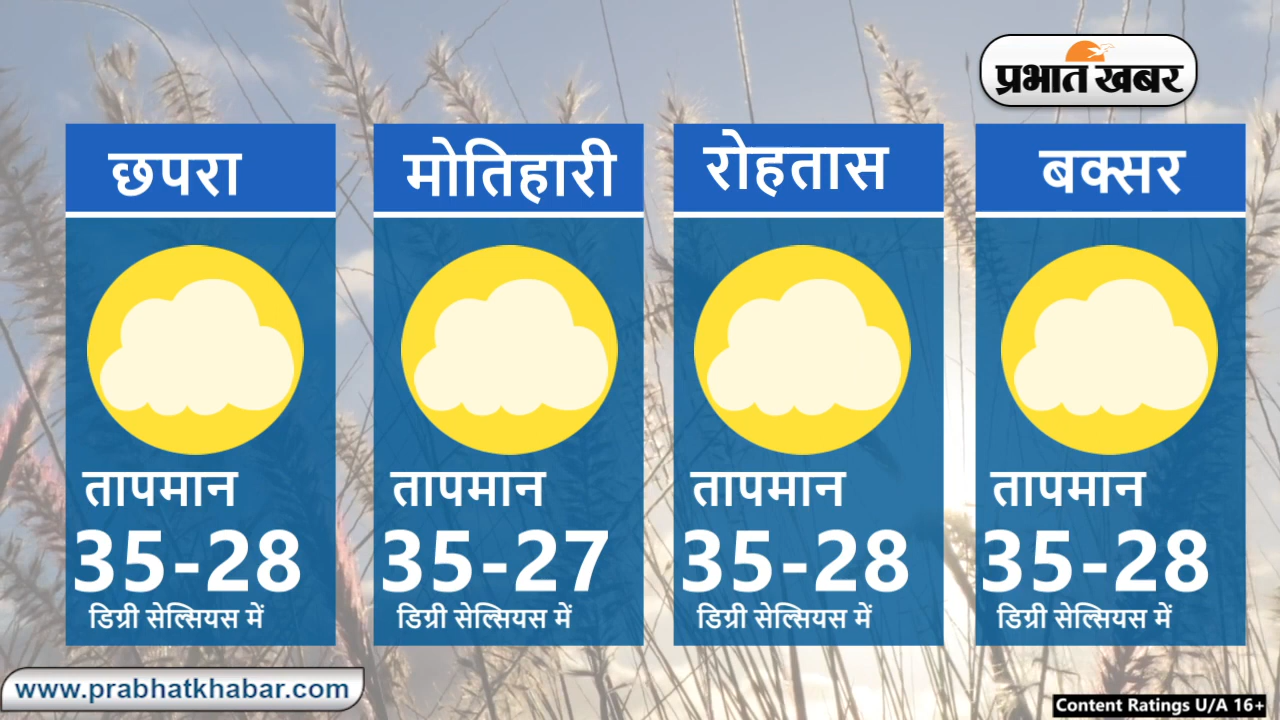 प्रभात खबर
छपरा
तापमान
35-28
डिग्री सेल्सियस में
मोतिहारी
तापमान
35-27
डिग्री सेल्सियस में
रोहतास
तापमान
35-28
डिग्री सेल्सियस में
बक्सर
तापमान
35-28
डिग्री सेल्सियस में
www.prabhatkhabar.com
Content Ratings U/A 16+